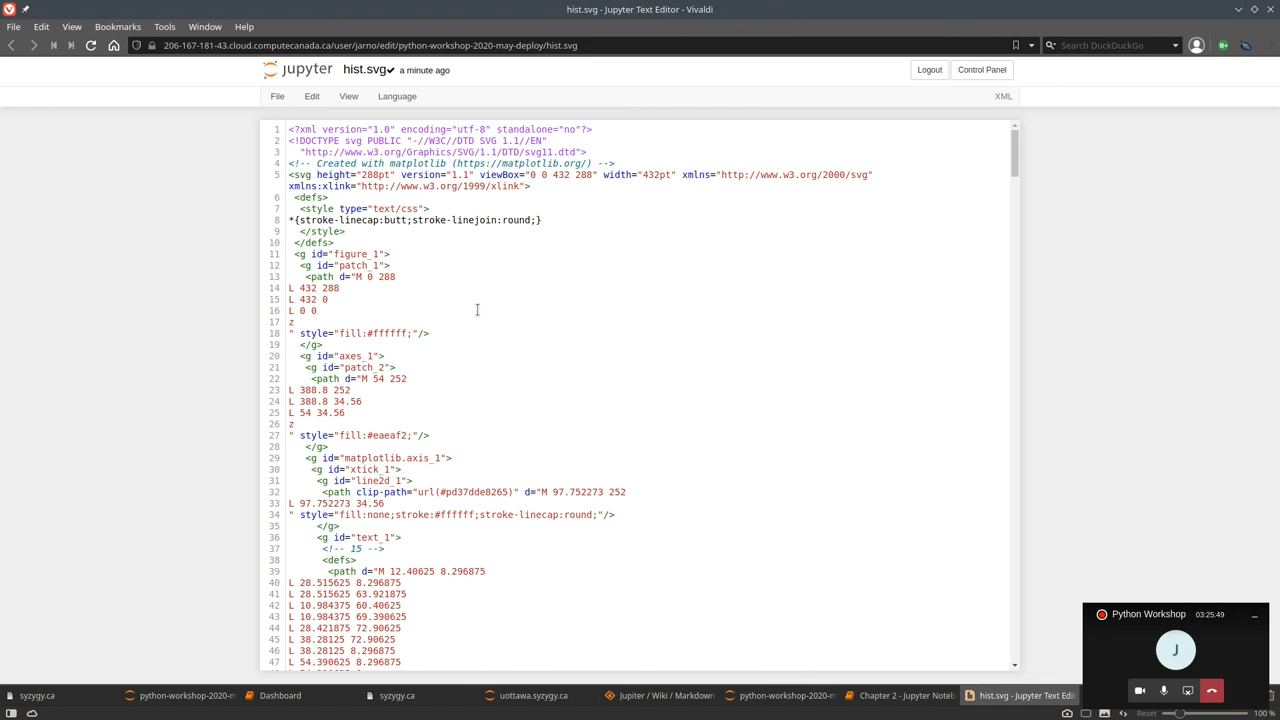 hist.svg - Jupyter Text Editor - Vivaldi
File Edit View Bookmarks Tools Window Help
206-167-181-43.cloud.computecanada.ca/user/jarno/edit/python-workshop-2020-may-deploy/hist.svg
Search DuckDuckGo
jupyter hist.svg a minute ago
Logout Control Panel
File Edit View Language
XML
1 <?xml version="1.0" encoding="utf-8" standalone="no"?>
2 <!DOCTYPE svg PUBLIC "-//W3C//DTD SVG 1.1//EN"
3 "http://www.w3.org/Graphics/SVG/1.1/DTD/svg11.dtd">
4 <!-- Created with matplotlib (https://matplotlib.org/) -->
5 <svg height="288pt" version="1.1" viewBox="0 0 432 288" width="432pt" xmlns="http://www.w3.org/2000/svg"
xmlns:xlink="http://www.w3.org/1999/xlink">
6 <defs>
7 <style type="text/css">
8 *{stroke-linecap:butt;stroke-linejoin:round;}
9 </style>
10 </defs>
11 <g id="figure_1">
12 <g id="patch_1">
13 <path d="M 0 288
14 L 432 288
15 L 432 0
16 L 0 0
17 z
18 " style="fill:#ffffff;"/>
19 </g>
20 <g id="axes_1">
21 <g id="patch_2">
22 <path d="M 54 252
23 L 388.8 252
24 L 388.8 34.56
25 L 54 34.56
26 z
27 " style="fill:#eaeaf2;"/>
28 </g>
29 <g id="matplotlib.axis_1">
30 <g id="xtick_1">
31 <g id="line2d_1">
32 <path clip-path="url(#pd37dde8265)" d="M 97.752273 252
33 L 97.752273 34.56
34 " style="fill:none;stroke:#ffffff;stroke-linecap:round;"/>
35 </g>
36 <g id="text_1">
37 <!-- 15 -->
38 <defs>
39 <path d="M 12.40625 8.296875
40 L 28.515625 8.296875
41 L 28.515625 63.921875
42 L 10.984375 60.40625
43 L 10.984375 69.390625
44 L 28.421875 72.90625
45 L 38.28125 72.90625
46 L 38.28125 8.296875
47 L 54.390625 8.296875
Python Workshop 03:25:49
J
syzygy.ca
python-workshop-2020-m
Dashboard
syzygy.ca
uottawa.syzygy.ca
Jupiter / Wiki / Markdown
python-workshop-2020-m
Chapter 2 - Jupyter Noteb
hist.svg - Jupyter Text Edi
Reset 100 %